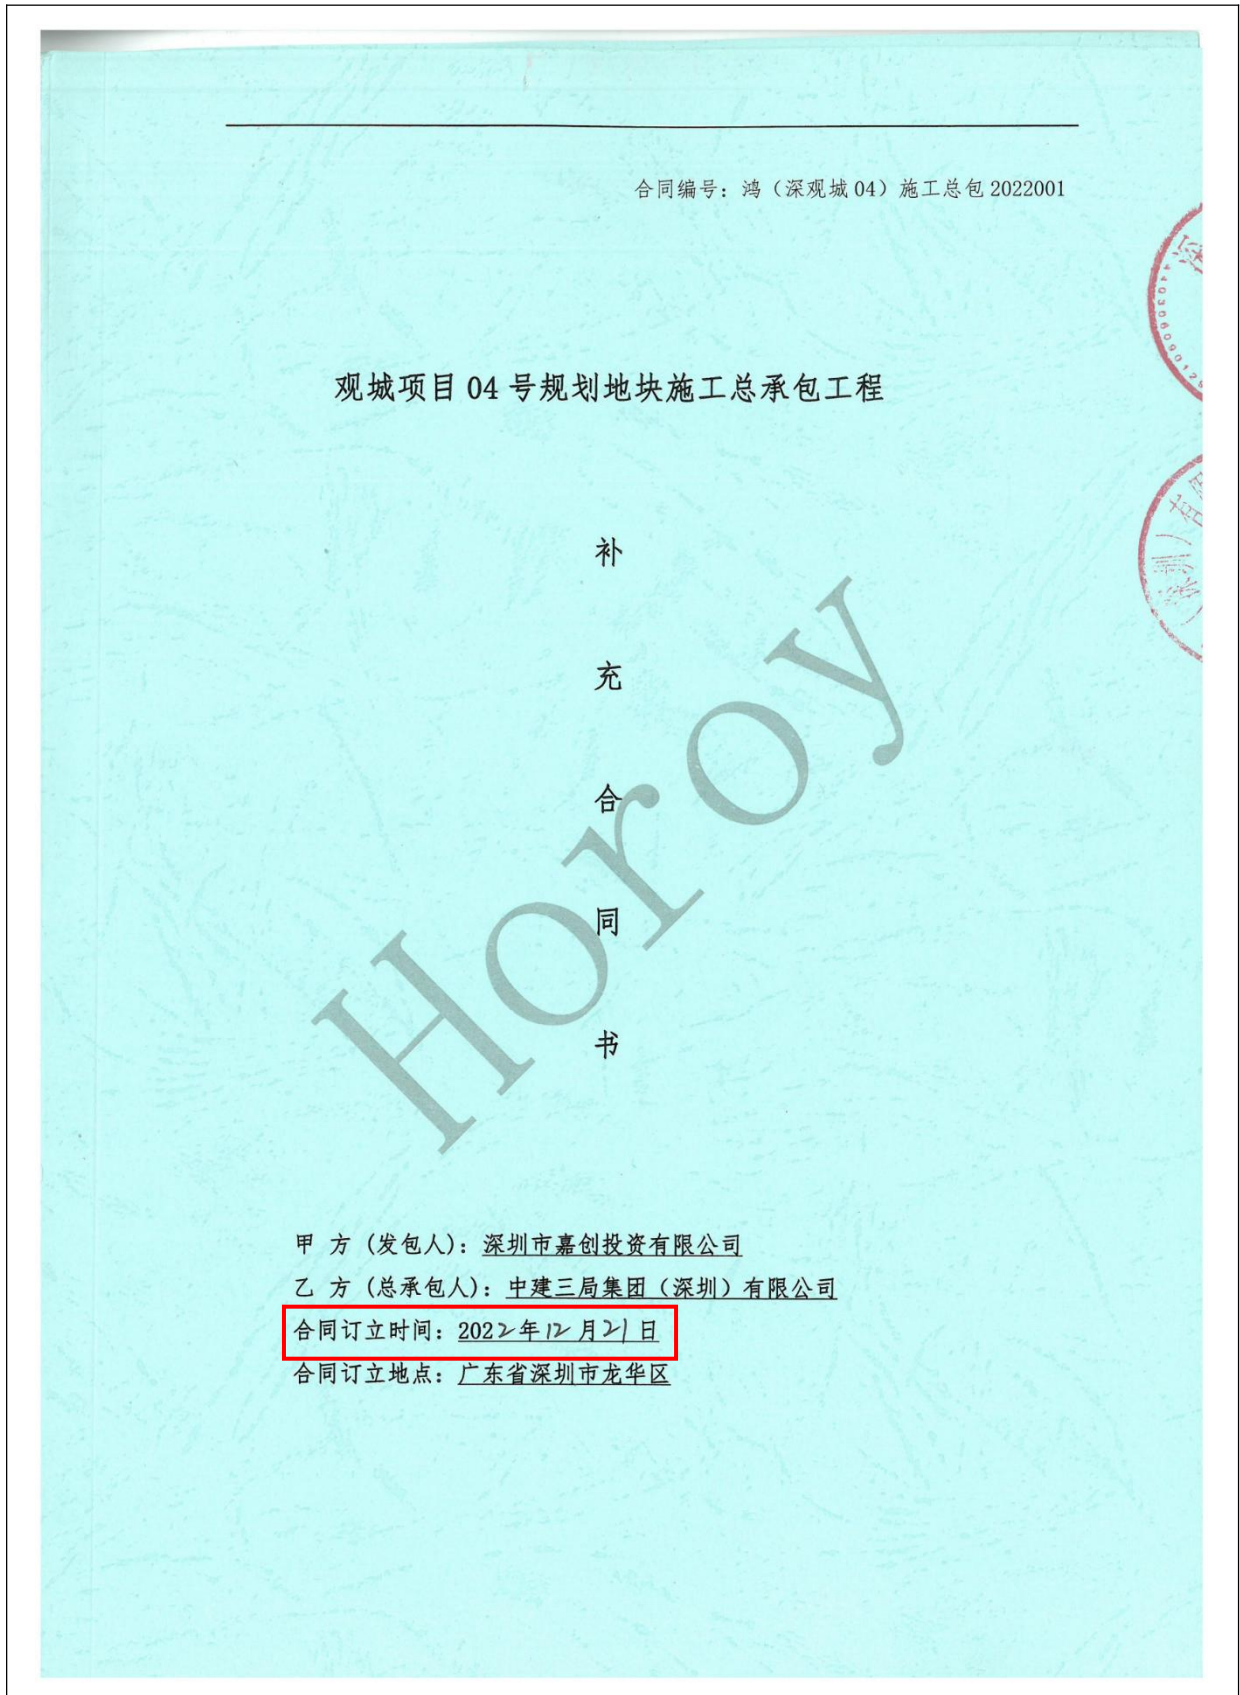 合同编号：鸿（深观城04）施工总包2022001
观城项目04号规划地块施工总承包工程
补
充
合
同
书
Horoy
甲 方（发包人）：深圳市嘉创投资有限公司
乙 方（总承包人）：中建三局集团（深圳）有限公司
合同订立时间：2022年12月21日
合同订立地点：广东省深圳市龙华区